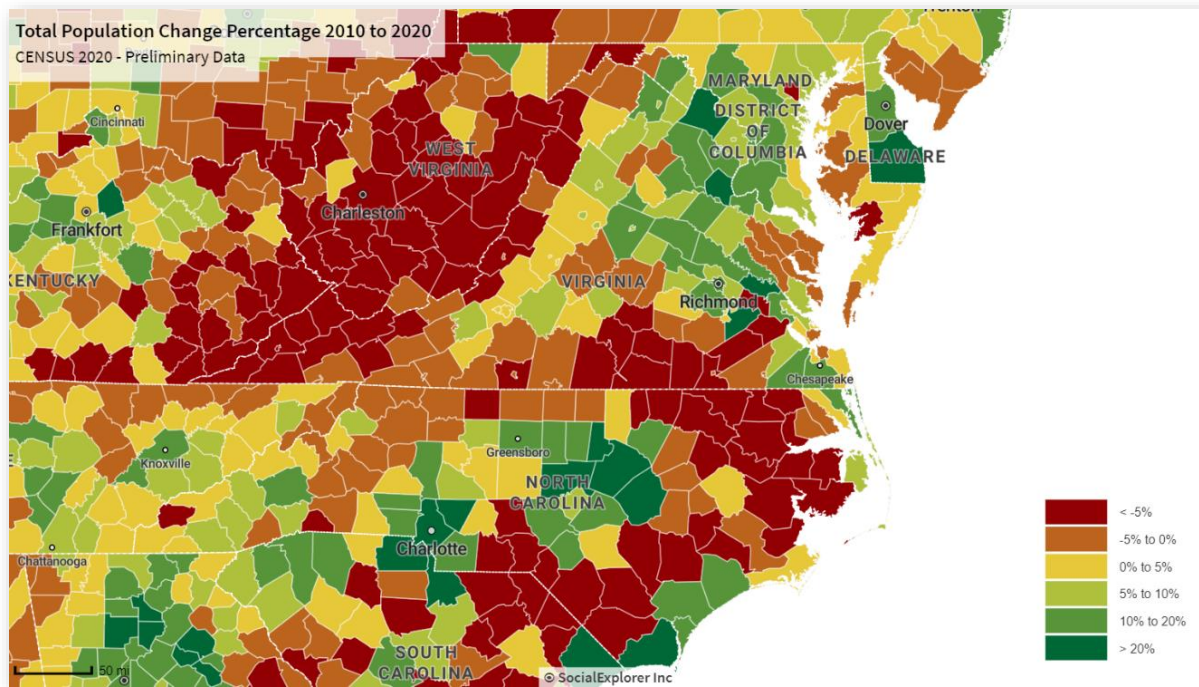 Total Population Change Percentage 2010 to 2020
CENSUS 2020 - Preliminary Data
Trenton
MARYLAND
Cincinnati
DISTRICT
OF
COLUMBIA
Dover
DELAWARE
WEST
VIRGINIA
Charleston
Frankfort
KENTUCKY
VIRGINIA
Richmond
Chesapeake
Greensboro
Knoxville
NORTH
CAROLINA
Charlotte
Chattanooga
SOUTH
CAROLINA
50 mi
© SocialExplorer Inc
< -5%
-5% to 0%
0% to 5%
5% to 10%
10% to 20%
> 20%